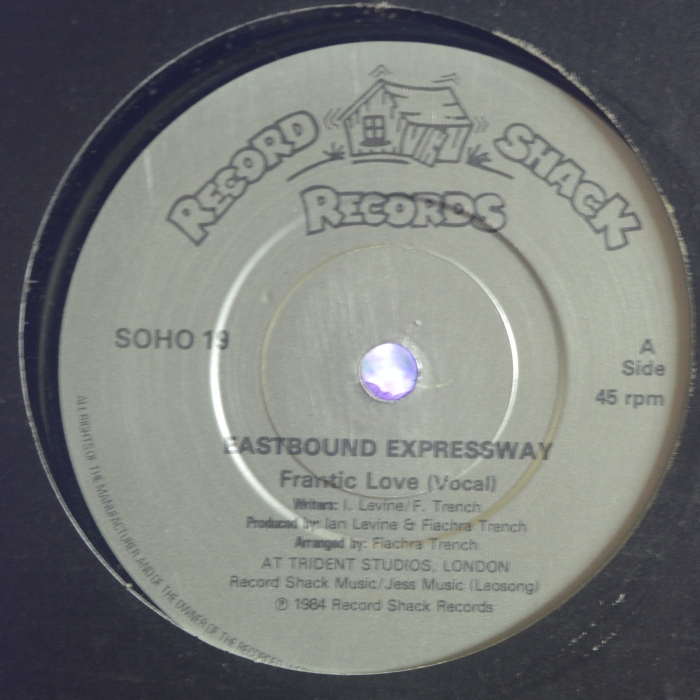 RECORD SHACK
RECORDS
SOHO 19
A
Side
45 rpm
EASTBOUND EXPRESSWAY
Frantic Love (Vocal)
Writers: I. Levine/F. Trench
Produced by: Ian Levine & Fiachra Trench
Arranged by: Fiachra Trench
AT TRIDENT STUDIOS, LONDON
Record Shack Music/Jess Music (Leosong)
℗ 1984 Record Shack Records
ALL RIGHTS OF THE MANUFACTURER AND OF THE OWNER OF THE RECORDED